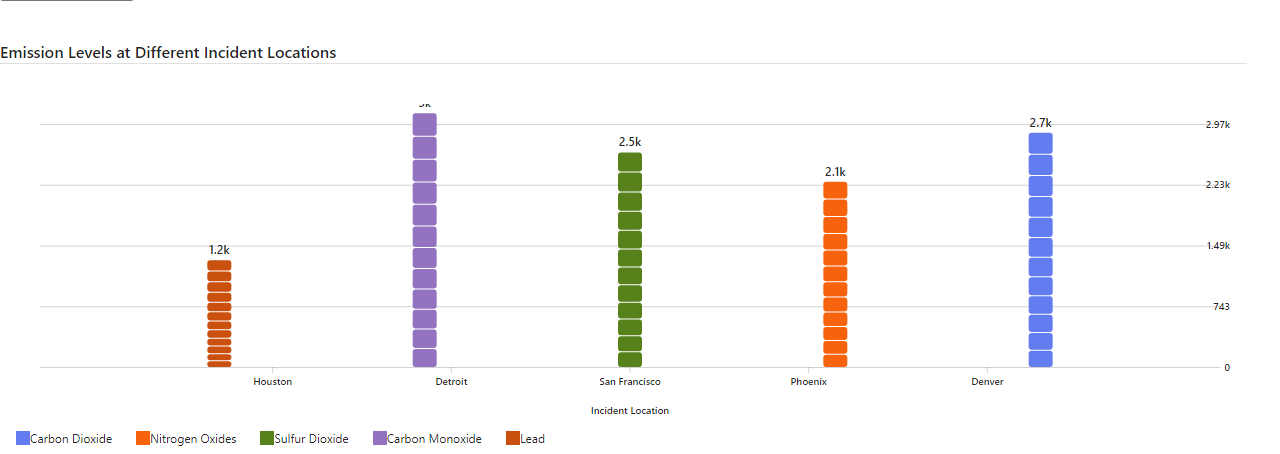 Emission Levels at Different Incident Locations
2.7k
2.97k
2.5k
2.1k
2.23k
1.2k
1.49k
743
0
Houston Detroit San Francisco Phoenix Denver
Incident Location
Carbon Dioxide Nitrogen Oxides Sulfur Dioxide Carbon Monoxide Lead